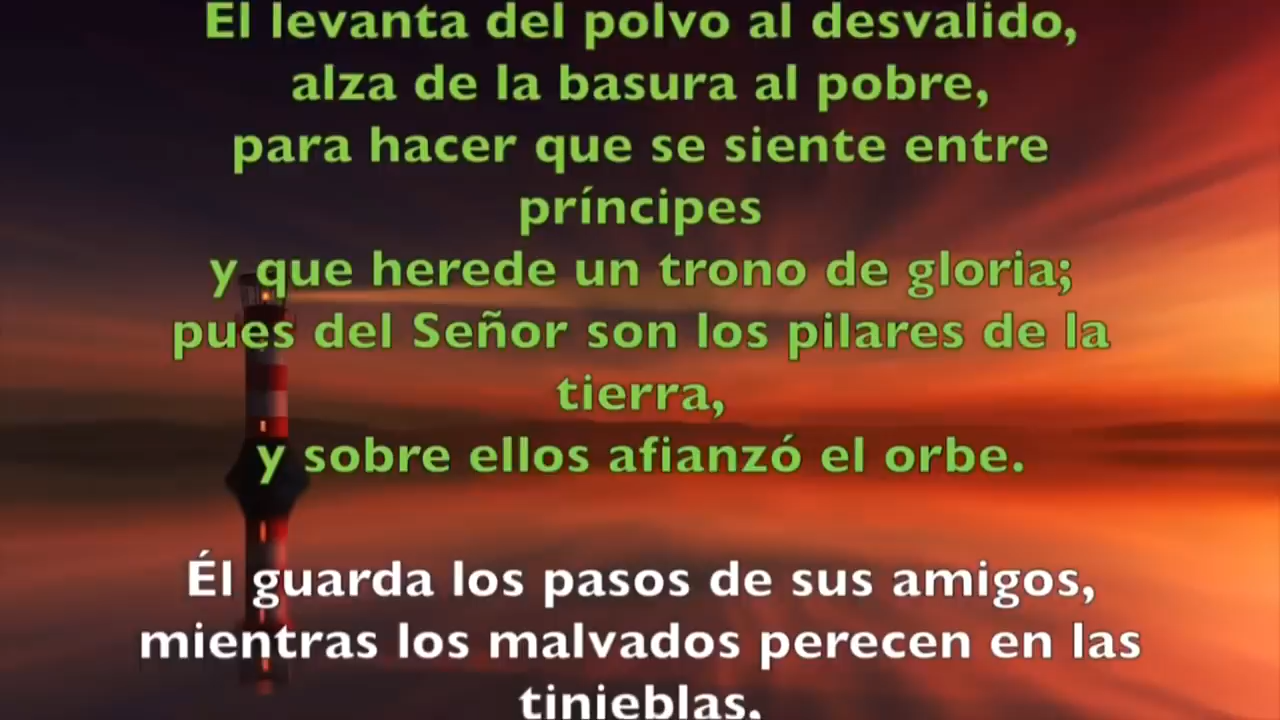 Él levanta del polvo al desvalido,
alza de la basura al pobre,
para hacer que se siente entre
príncipes
y que herede un trono de gloria;
pues del Señor son los pilares de la
tierra,
y sobre ellos afianzó el orbe.
Él guarda los pasos de sus amigos,
mientras los malvados perecen en las
tinieblas,